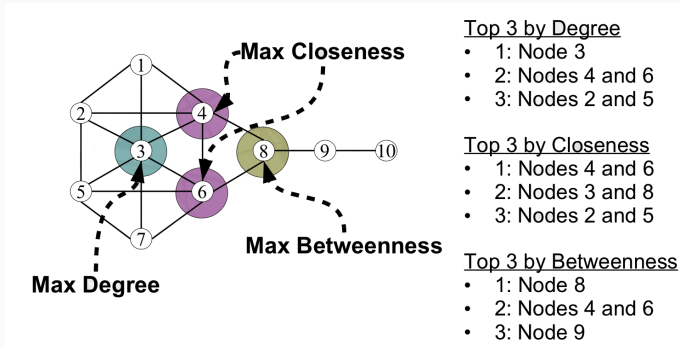 Max Closeness
1
2
4
3
8
9
10
5
6
7
Max Betweenness
Max Degree
Top 3 by Degree
• 1: Node 3
• 2: Nodes 4 and 6
• 3: Nodes 2 and 5
Top 3 by Closeness
• 1: Nodes 4 and 6
• 2: Nodes 3 and 8
• 3: Nodes 2 and 5
Top 3 by Betweenness
• 1: Node 8
• 2: Nodes 4 and 6
• 3: Node 9